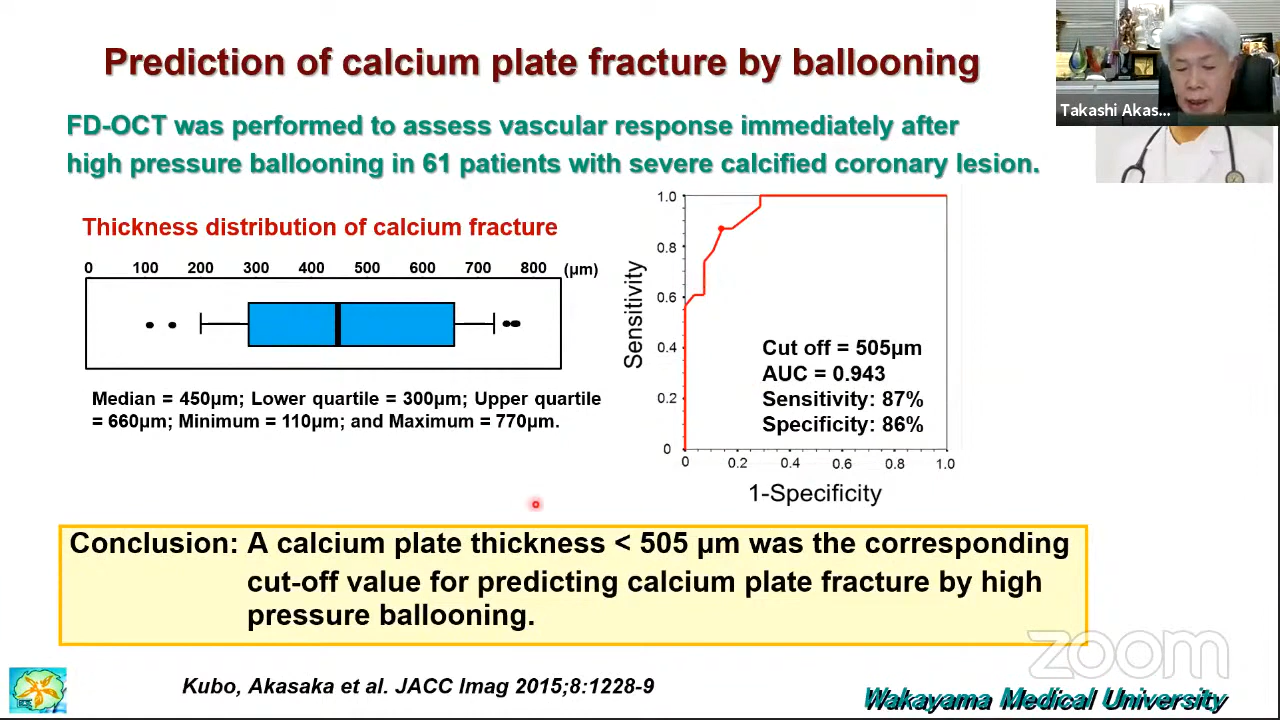 Prediction of calcium plate fracture by ballooning
Takashi Akas...
FD-OCT was performed to assess vascular response immediately after
high pressure ballooning in 61 patients with severe calcified coronary lesion.
Thickness distribution of calcium fracture
0 100 200 300 400 500 600 700 800 (μm)
Median = 450μm; Lower quartile = 300μm; Upper quartile
= 660μm; Minimum = 110μm; and Maximum = 770μm.
Sensitivity
1.0
0.8
0.6
0.4
0.2
0
0 0.2 0.4 0.6 0.8 1.0
1-Specificity
Cut off = 505μm
AUC = 0.943
Sensitivity: 87%
Specificity: 86%
Conclusion: A calcium plate thickness < 505 μm was the corresponding
cut-off value for predicting calcium plate fracture by high
pressure ballooning.
zoom
Kubo, Akasaka et al. JACC Imag 2015;8:1228-9
Wakayama Medical University